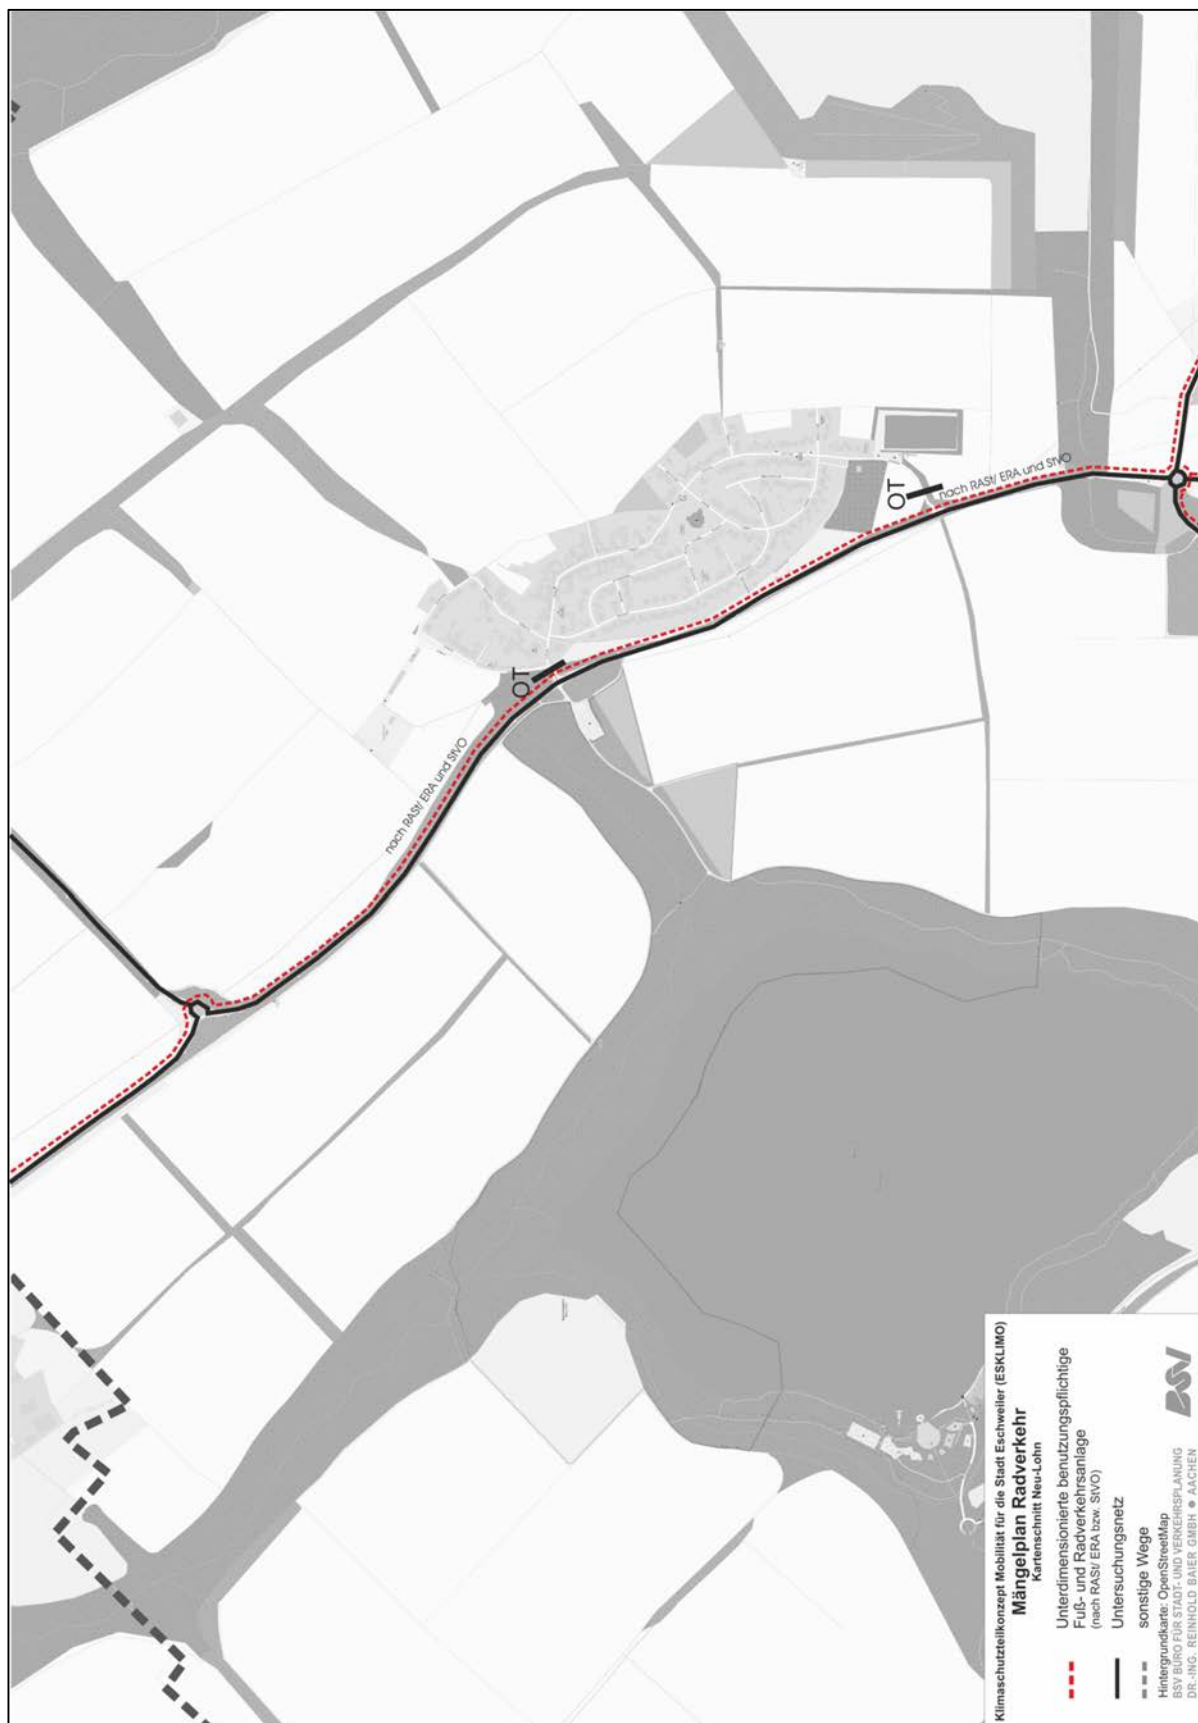 nach RASt/ ERA und StVO
OT
OT
nach RASt/ ERA und StVO
Klimaschutzteilkonzept Mobilität für die Stadt Eschweiler (ESKLIMO)
Mängelplan Radverkehr
Kartenschnitt Neu-Lohn
Unterdimensionierte benutzungspflichtige
Fuß- und Radverkehrsanlage
(nach RASt/ ERA bzw. StVO)
Untersuchungsnetz
sonstige Wege
Hintergrundkarte: OpenStreetMap
BSV BÜRO FÜR STADT- UND VERKEHRSPLANUNG
DR.-ING. REINHOLD BAIER GMBH ● AACHEN
BSV